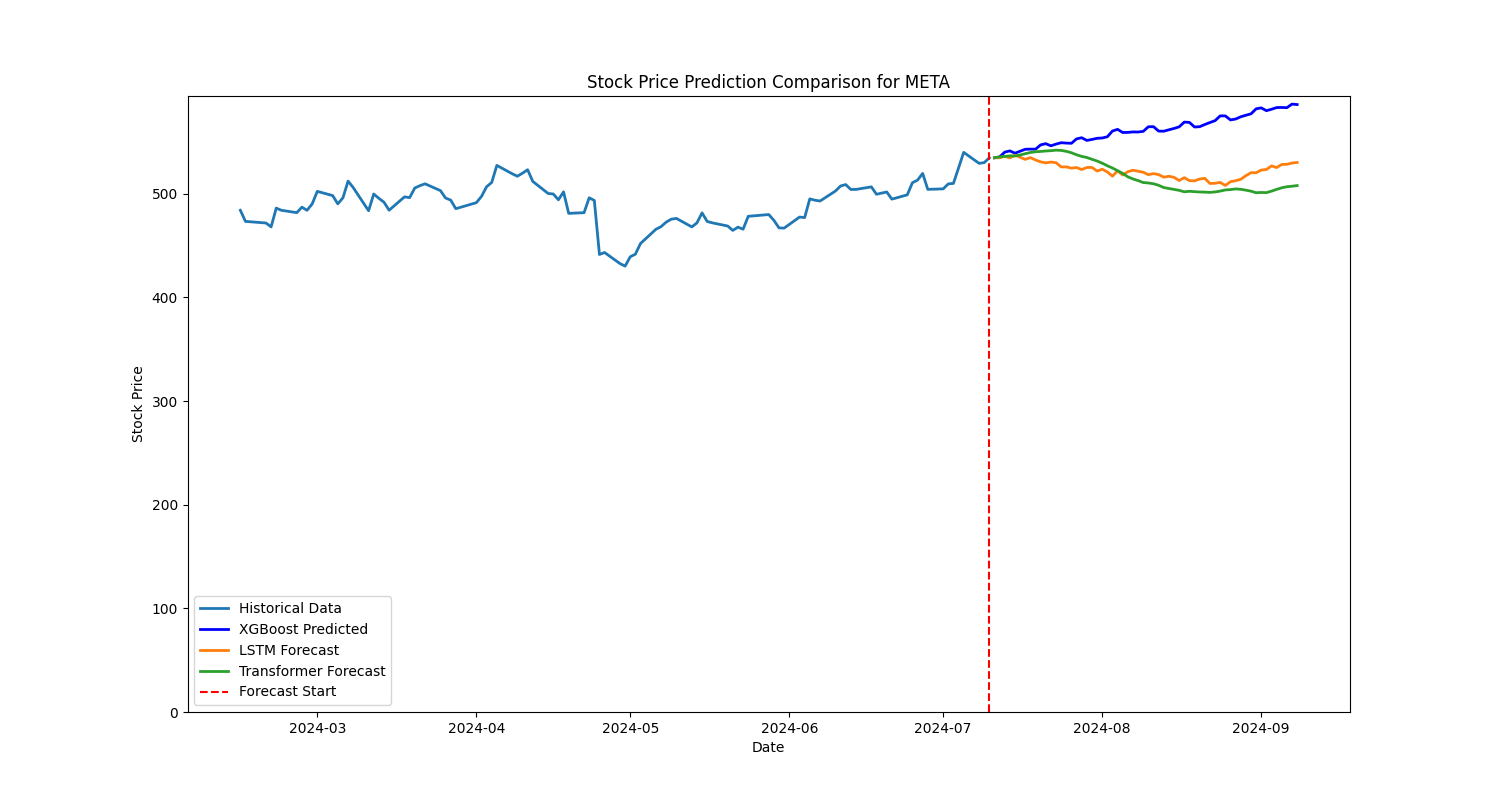 Stock Price Prediction Comparison for META
Stock Price
500
400
300
200
100
0
Historical Data
XGBoost Predicted
LSTM Forecast
Transformer Forecast
Forecast Start
2024-03 2024-04 2024-05 2024-06 2024-07 2024-08 2024-09
Date